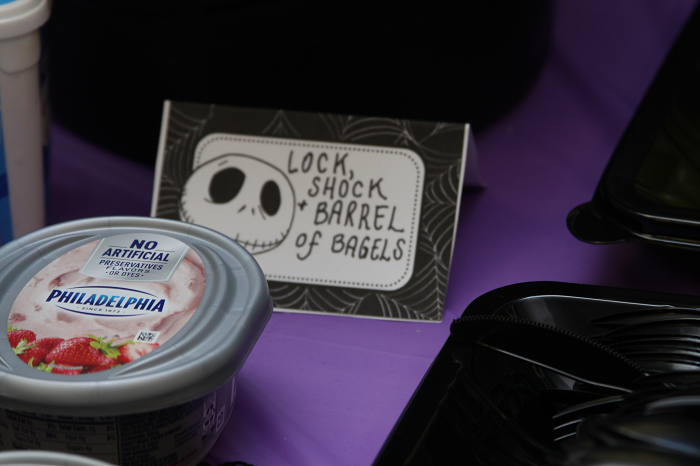 LOCK,
SHOCK
+ BARREL
of BAGELS
NO
ARTIFICIAL
PRESERVATIVES
FLAVORS
•OR DYES•
PHILADELPHIA
SINCE 1872